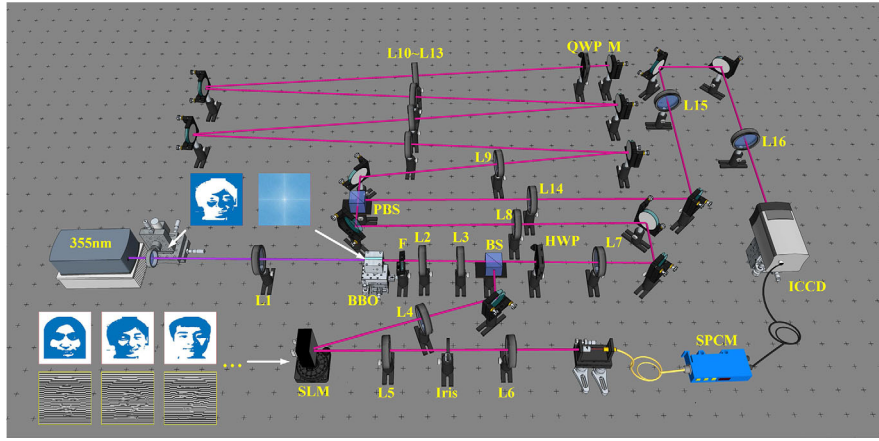 L10~L13
QWP M
L15
L16
L9
L14
PBS
L8
355nm
F
L2
L3
BS
HWP
L7
L1
BBO
ICCD
L4
SPCM
...
SLM
L5
Iris
L6